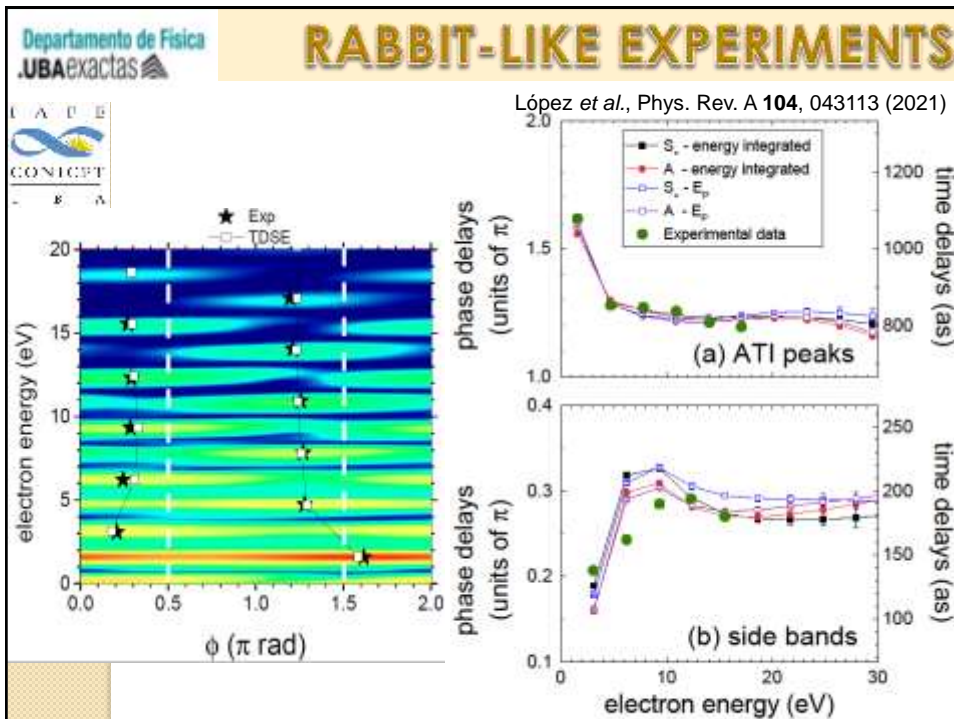 Departamento de Física
.UBAexactas
RABBIT-LIKE EXPERIMENTS
López et al., Phys. Rev. A 104, 043113 (2021)
I A F E
CONICET
U B A
Exp
TDSE
20
15
10
5
0
electron energy (eV)
0.0 0.5 1.0 1.5 2.0
ϕ (π rad)
2.0
1.5
1.0
phase delays
(units of π)
S+ - energy integrated
A - energy integrated
S+ - Ep
A - Ep
Experimental data
1200
1000
800
time delays (as)
(a) ATI peaks
0.4
0.3
0.2
0.1
phase delays
(units of π)
250
200
150
100
time delays (as)
(b) side bands
0 10 20 30
electron energy (eV)